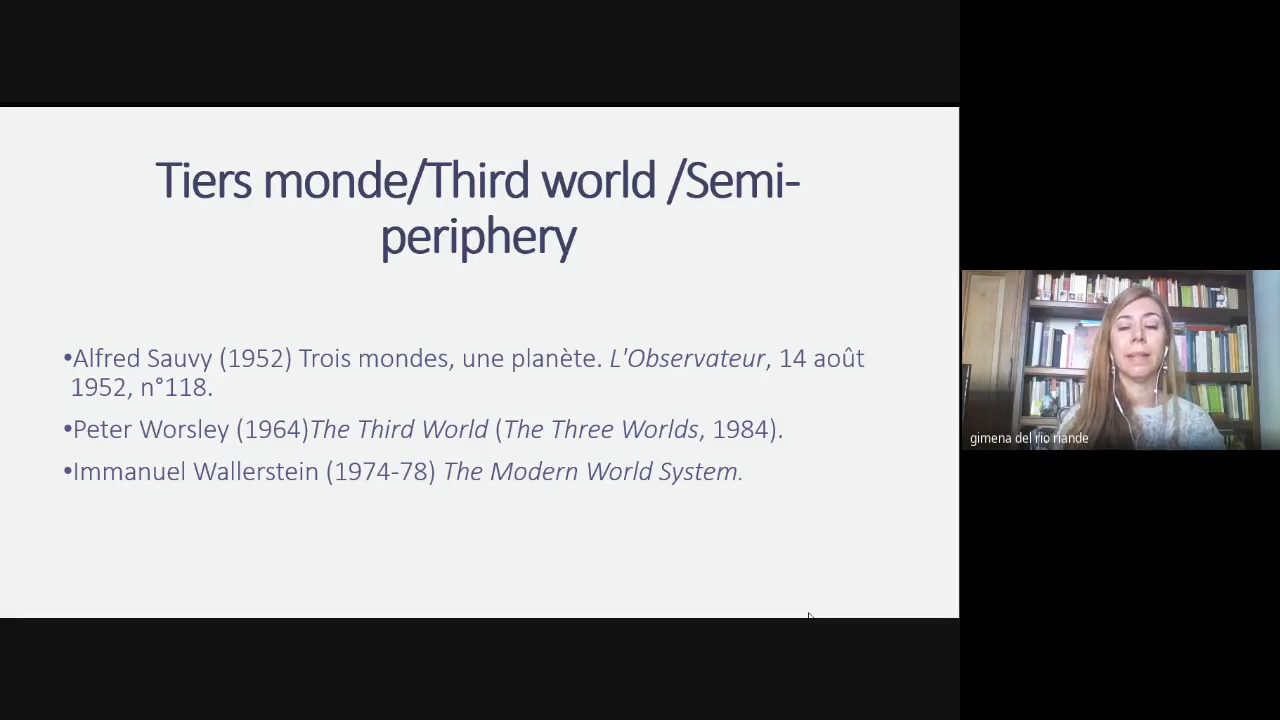 Tiers monde/Third world /Semi-
periphery
•Alfred Sauvy (1952) Trois mondes, une planète. L'Observateur, 14 août
1952, n°118.
•Peter Worsley (1964)The Third World (The Three Worlds, 1984).
•Immanuel Wallerstein (1974-78) The Modern World System.
gimena del rio riande